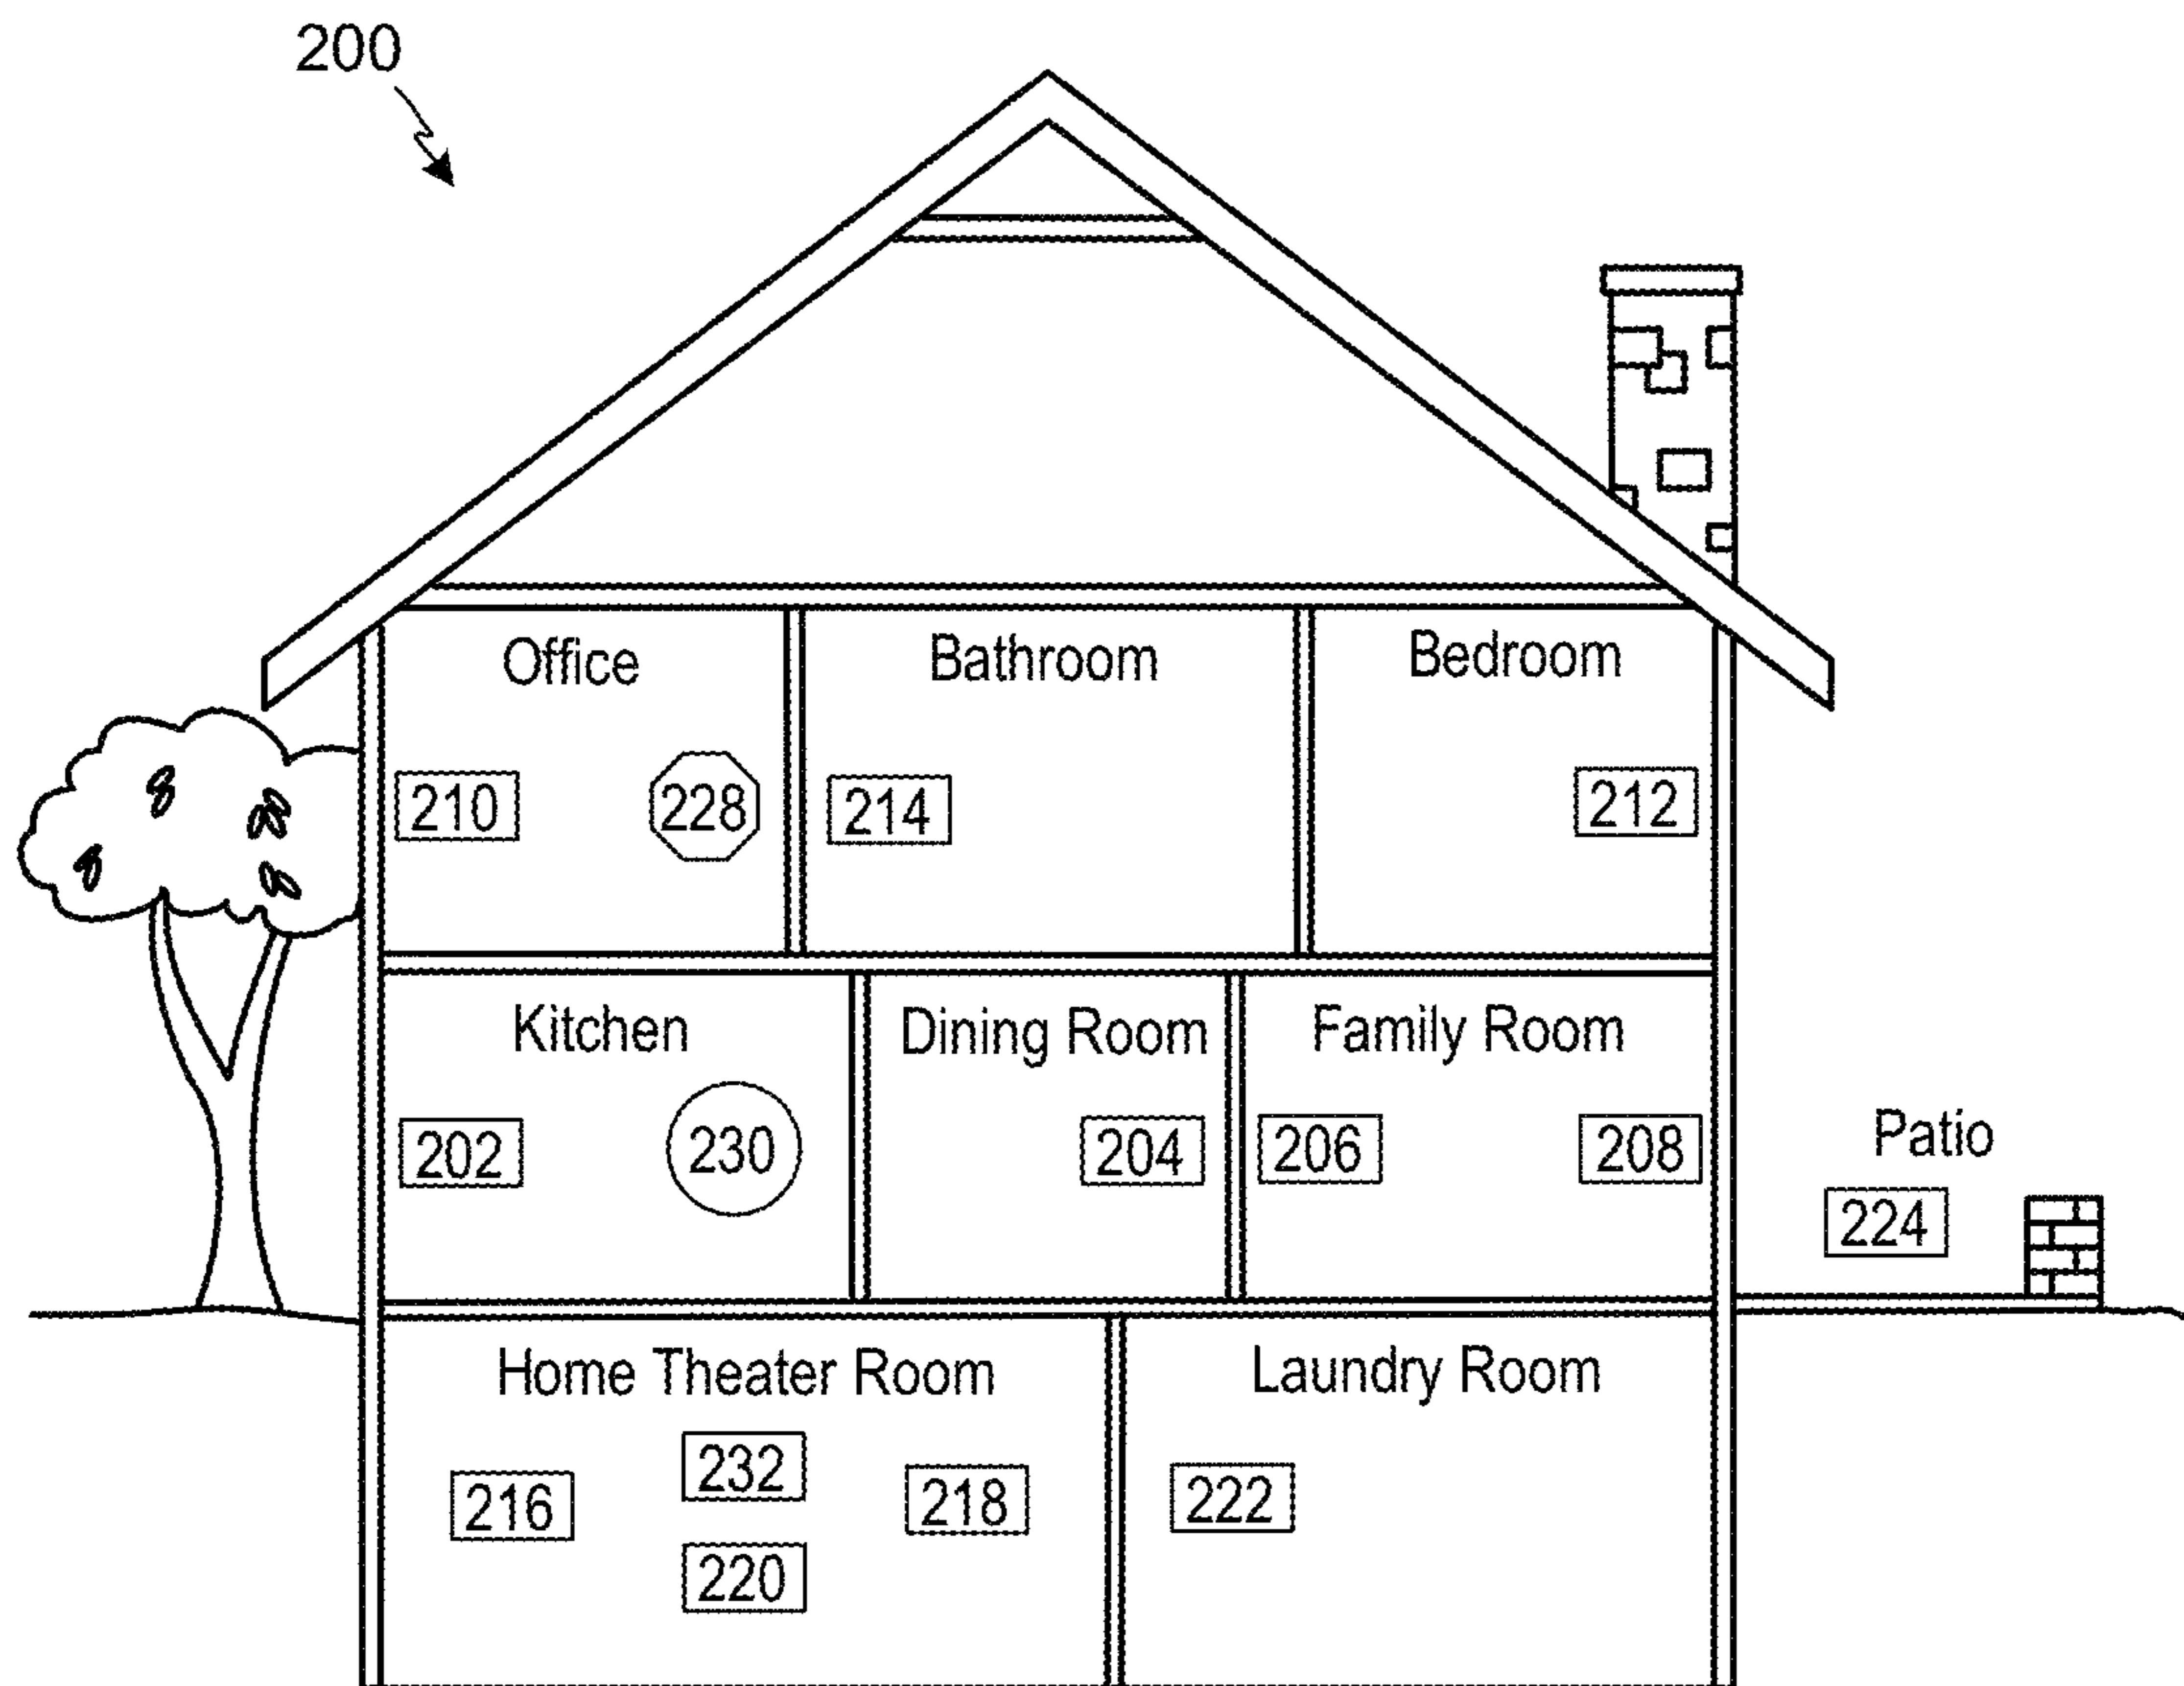 200
Office
Bathroom
Bedroom
210
228
214
212
Kitchen
Dining Room
Family Room
202
230
204
206
208
Patio
224
Home Theater Room
Laundry Room
232
216
218
222
220